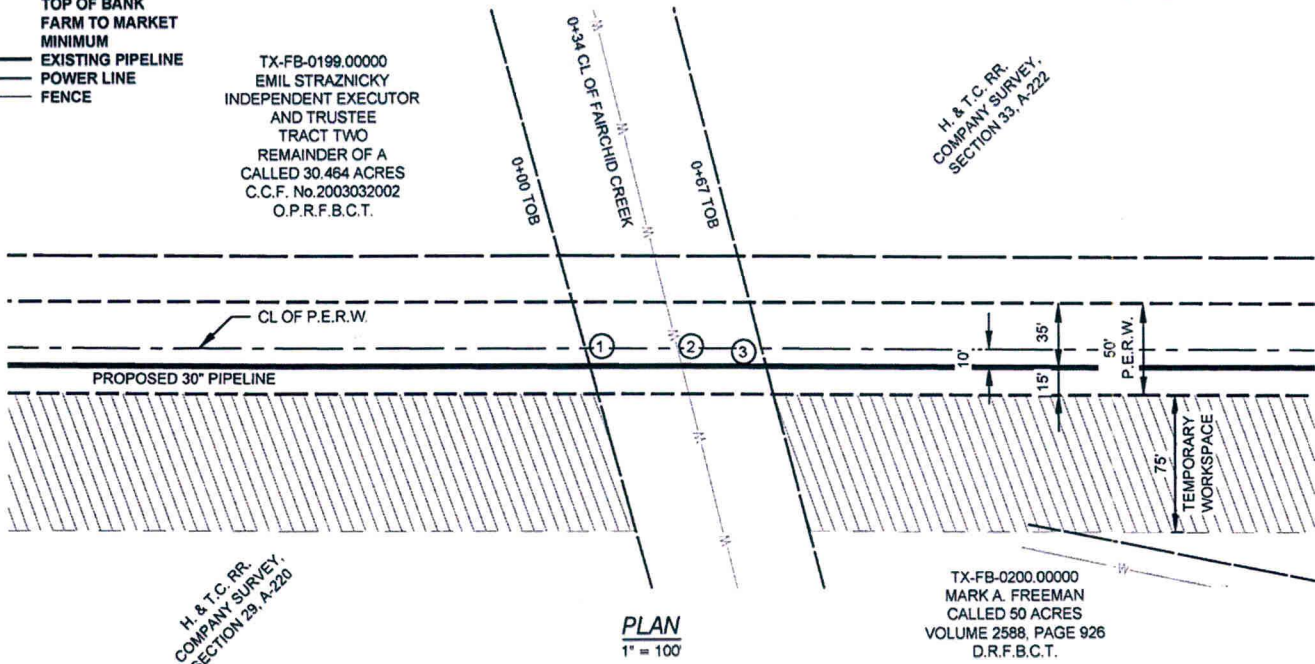 TOP OF BANK
FARM TO MARKET
MINIMUM
EXISTING PIPELINE
POWER LINE
FENCE
TX-FB-0199.00000
EMIL STRAZNICKY
INDEPENDENT EXECUTOR
AND TRUSTEE
TRACT TWO
REMAINDER OF A
CALLED 30.464 ACRES
C.C.F. No.2003032002
O.P.R.F.B.C.T.
0+00 TOB
0+34 CL OF FAIRCHID CREEK
0+67 TOB
H. & T.C. RR.
COMPANY SURVEY,
SECTION 33, A-222
CL OF P.E.R.W.
1
2
3
PROPOSED 30" PIPELINE
10'
35'
15'
50'
P.E.R.W.
75'
TEMPORARY
WORKSPACE
H. & T.C. RR.
COMPANY SURVEY,
SECTION 29, A-220
PLAN
1" = 100'
TX-FB-0200.00000
MARK A. FREEMAN
CALLED 50 ACRES
VOLUME 2588, PAGE 926
D.R.F.B.C.T.